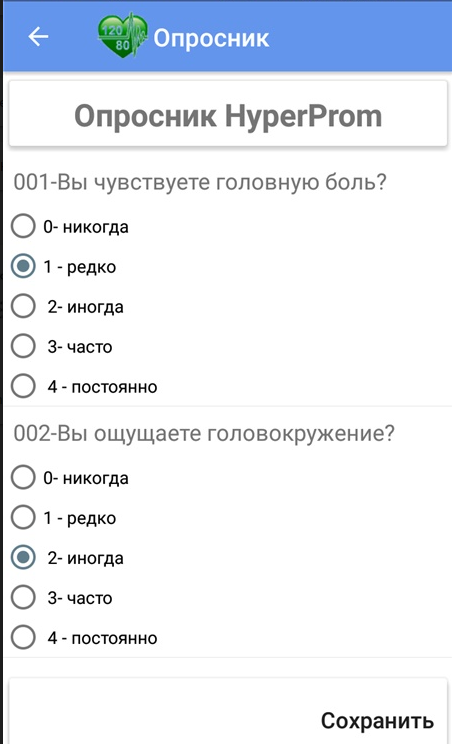 120
80
Опросник
Опросник HyperProm
001-Вы чувствуете головную боль?
0- никогда
1 - редко
2- иногда
3- часто
4 - постоянно
002-Вы ощущаете головокружение?
0- никогда
1 - редко
2- иногда
3- часто
4 - постоянно
Сохранить